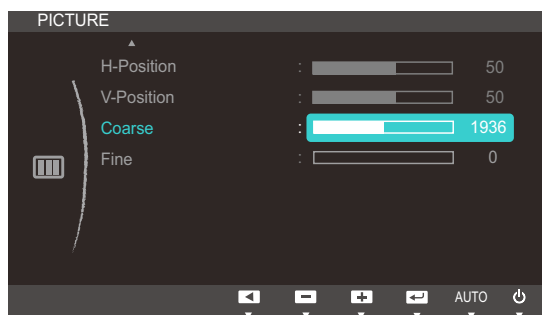 PICTURE
H-Position : 50
V-Position : 50
Coarse : 1936
Fine : 0
AUTO